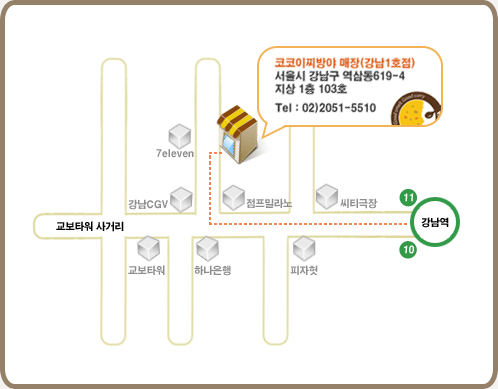 코코이찌방야 매장(강남1호점)
서울시 강남구 역삼동619-4
지상 1층 103호
Tel : 02)2051-5510
7eleven
강남CGV
점프밀라노
씨티극장
11
교보타워 사거리
강남역
10
교보타워
하나은행
피자헛